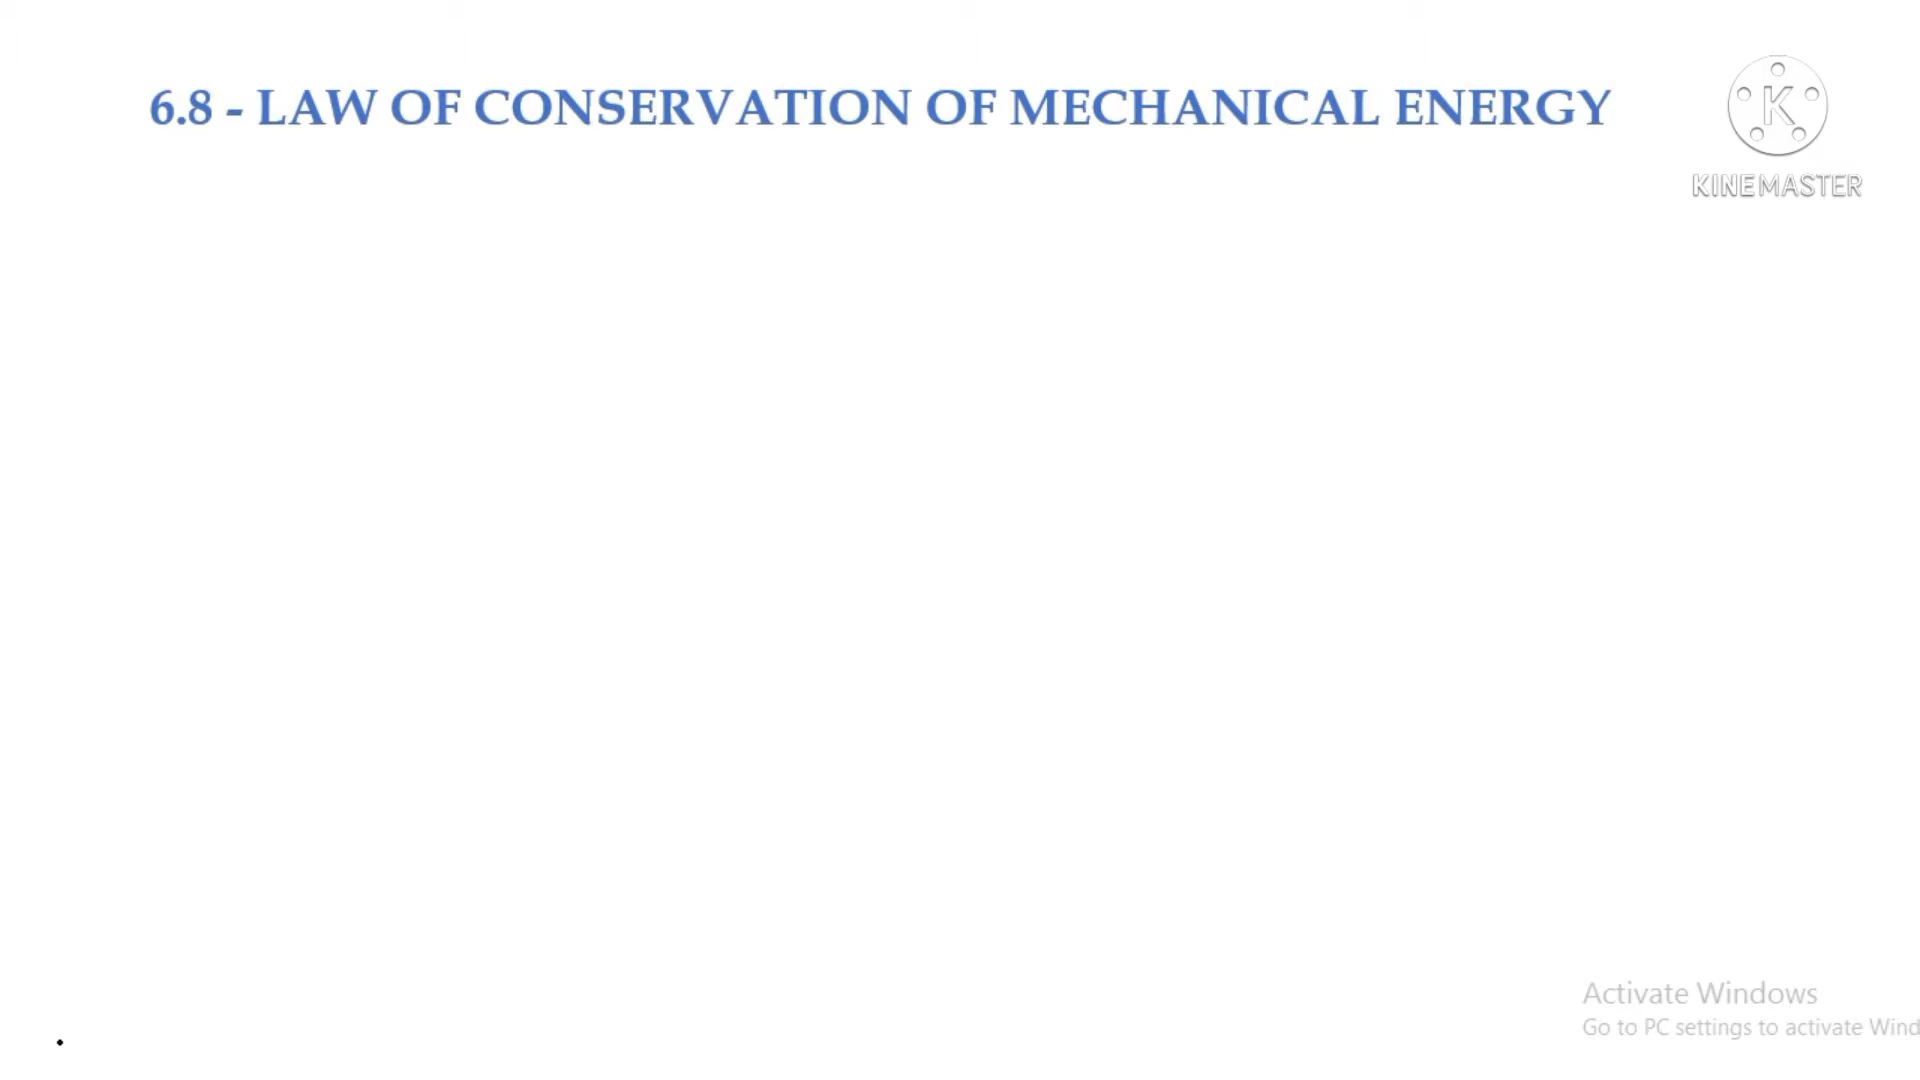 6.8 - LAW OF CONSERVATION OF MECHANICAL ENERGY
K
KINEMASTER
Activate Windows
Go to PC settings to activate Wind